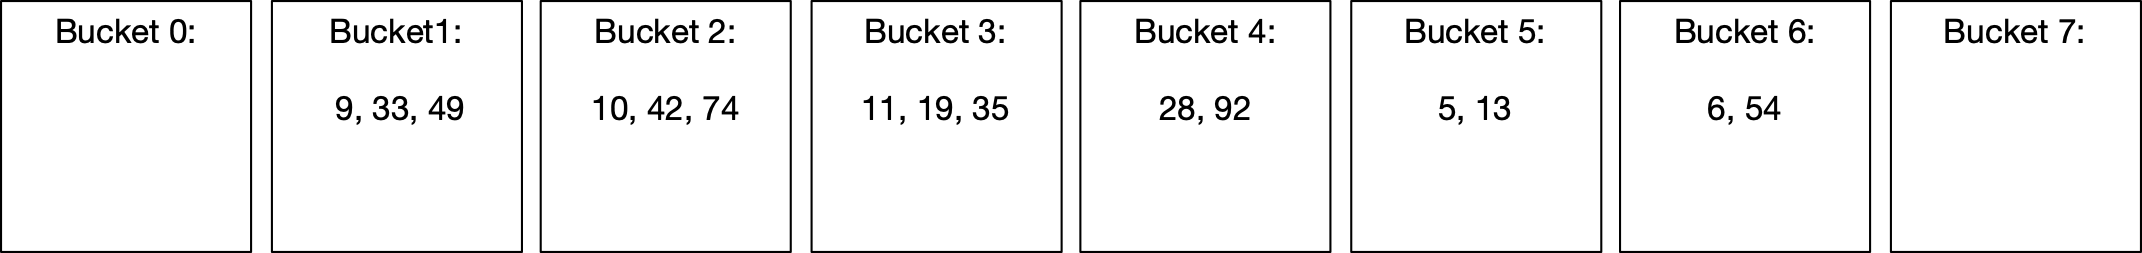 Bucket 0:
Bucket1:
9, 33, 49
Bucket 2:
10, 42, 74
Bucket 3:
11, 19, 35
Bucket 4:
28, 92
Bucket 5:
5, 13
Bucket 6:
6, 54
Bucket 7: